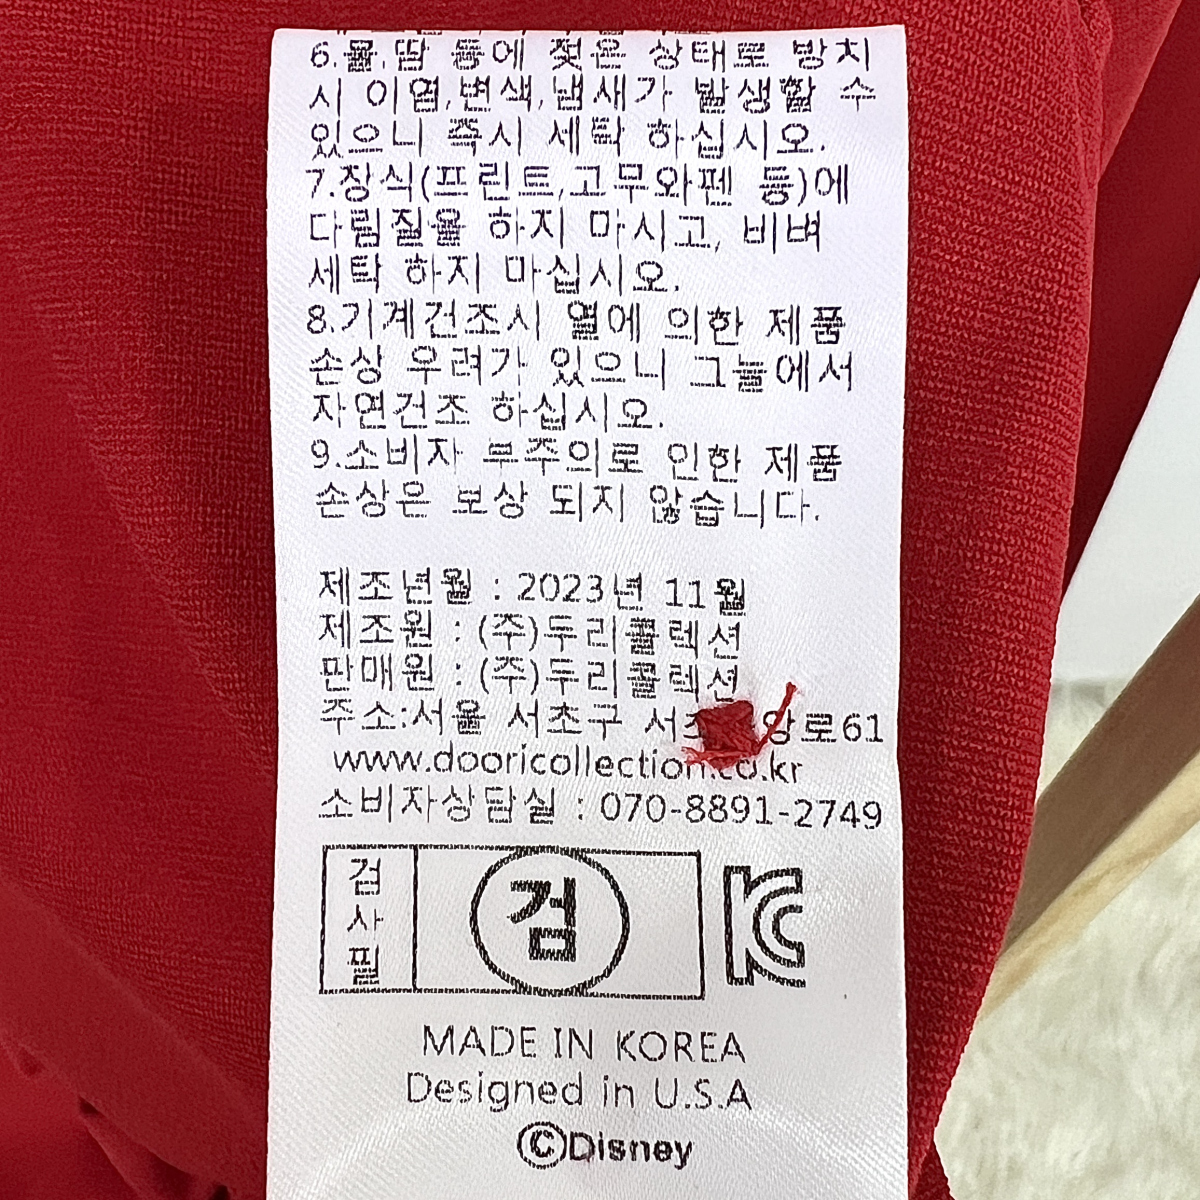 6.물,땀 등에 젖은 상태로 방치
시 이염,변색,냄새가 발생할 수
있으니 즉시 세탁 하십시오.
7.장식(프린트,고무와펜 등)에
다림질을 하지 마시고, 비벼
세탁 하지 마십시오.
8.기계건조시 열에 의한 제품
손상 우려가 있으니 그늘에서
자연건조 하십시오.
9.소비자 부주의로 인한 제품
손상은 보상 되지 않습니다.
제조년월 : 2023년 11월
제조원 : (주)두리콜렉션
판매원 : (주)두리콜렉션
주소:서울 서초구
www.dooricollection.co.kr
소비자상담실 : 070-8891-2749
검사필
검
KC
MADE IN KOREA
Designed in U.S.A
©Disney